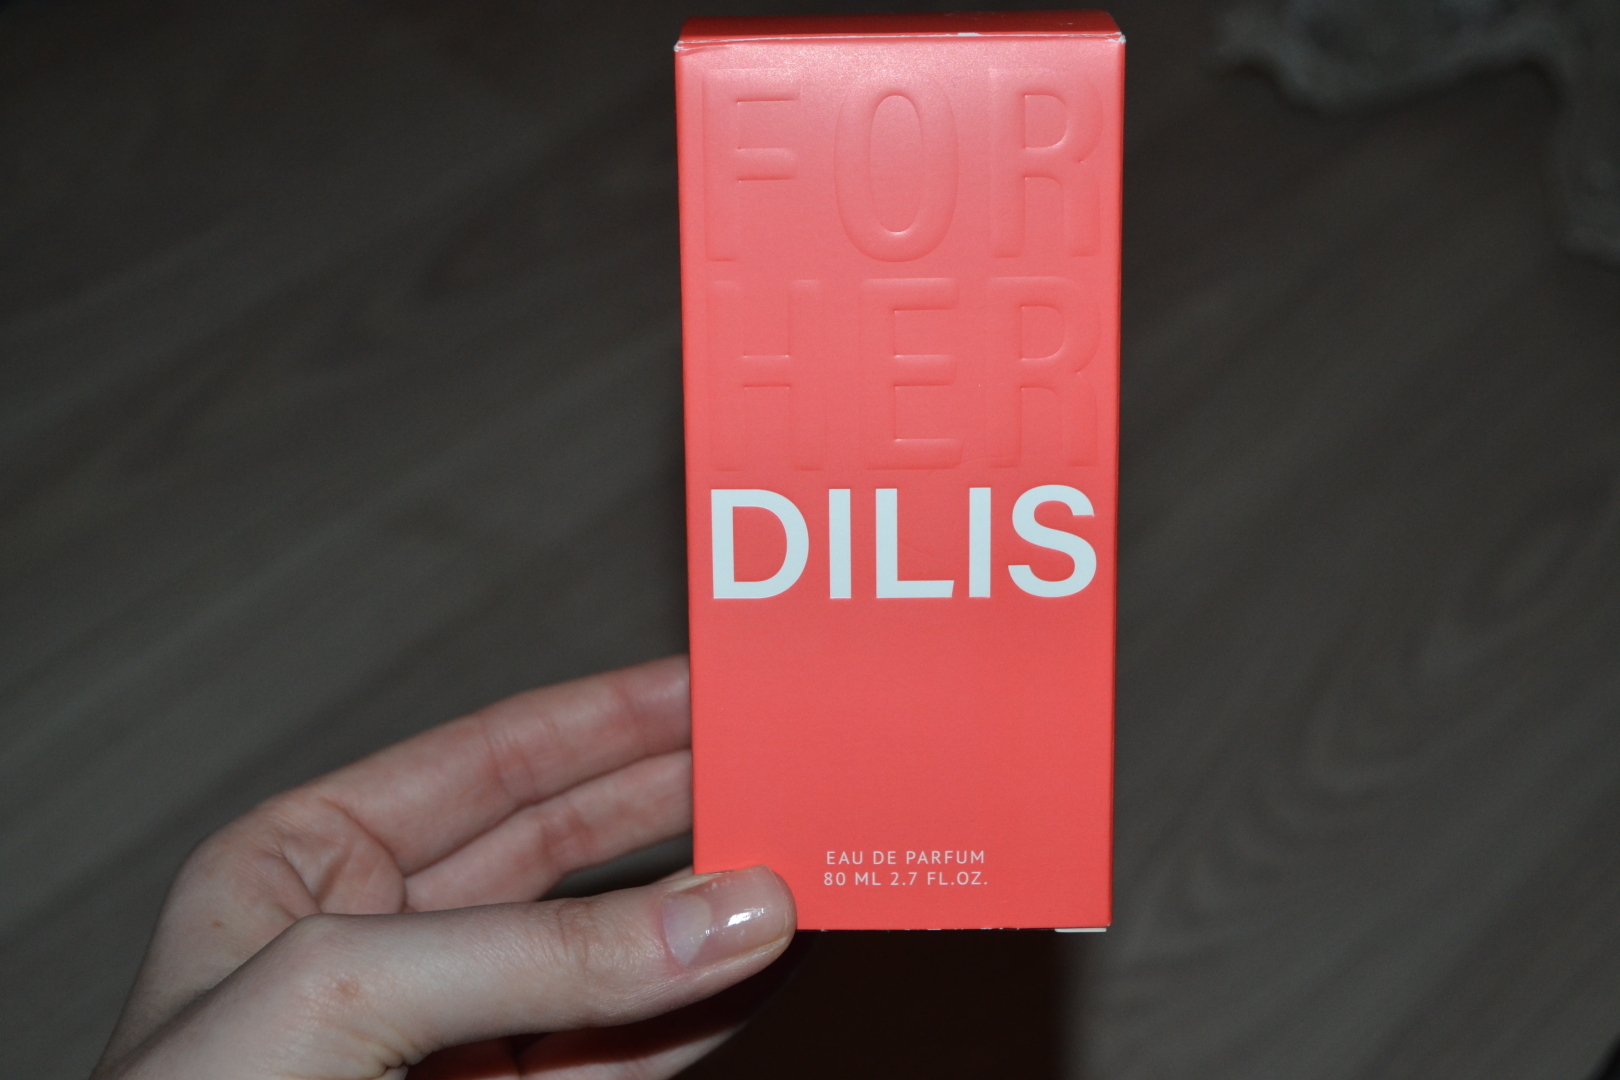 FOR
HER
DILIS
EAU DE PARFUM
80 ML 2.7 FL.OZ.